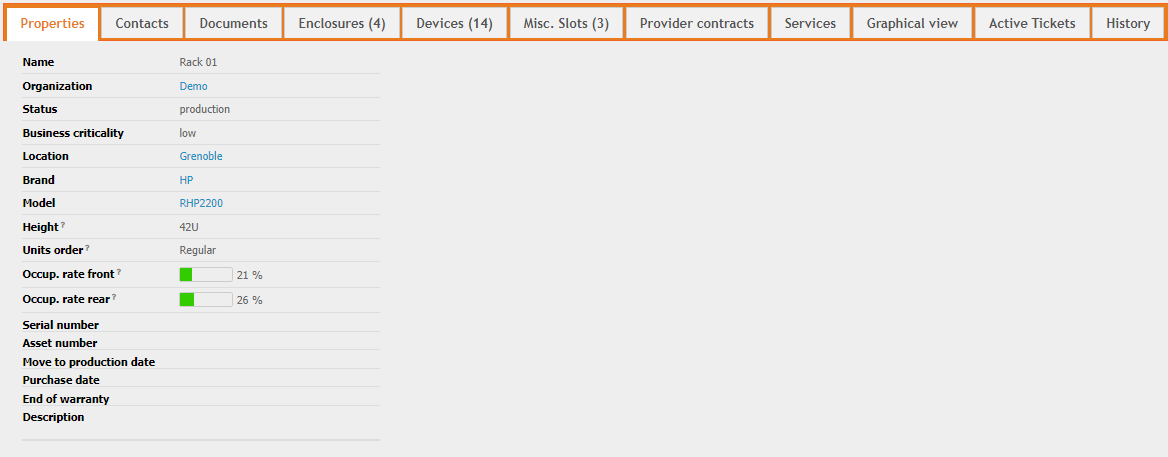 Properties Contacts Documents Enclosures (4) Devices (14) Misc. Slots (3) Provider contracts Services Graphical view Active Tickets History
Name Rack 01
Organization Demo
Status production
Business criticality low
Location Grenoble
Brand HP
Model RHP2200
Height ? 42U
Units order ? Regular
Occup. rate front ? 21 %
Occup. rate rear ? 26 %
Serial number
Asset number
Move to production date
Purchase date
End of warranty
Description